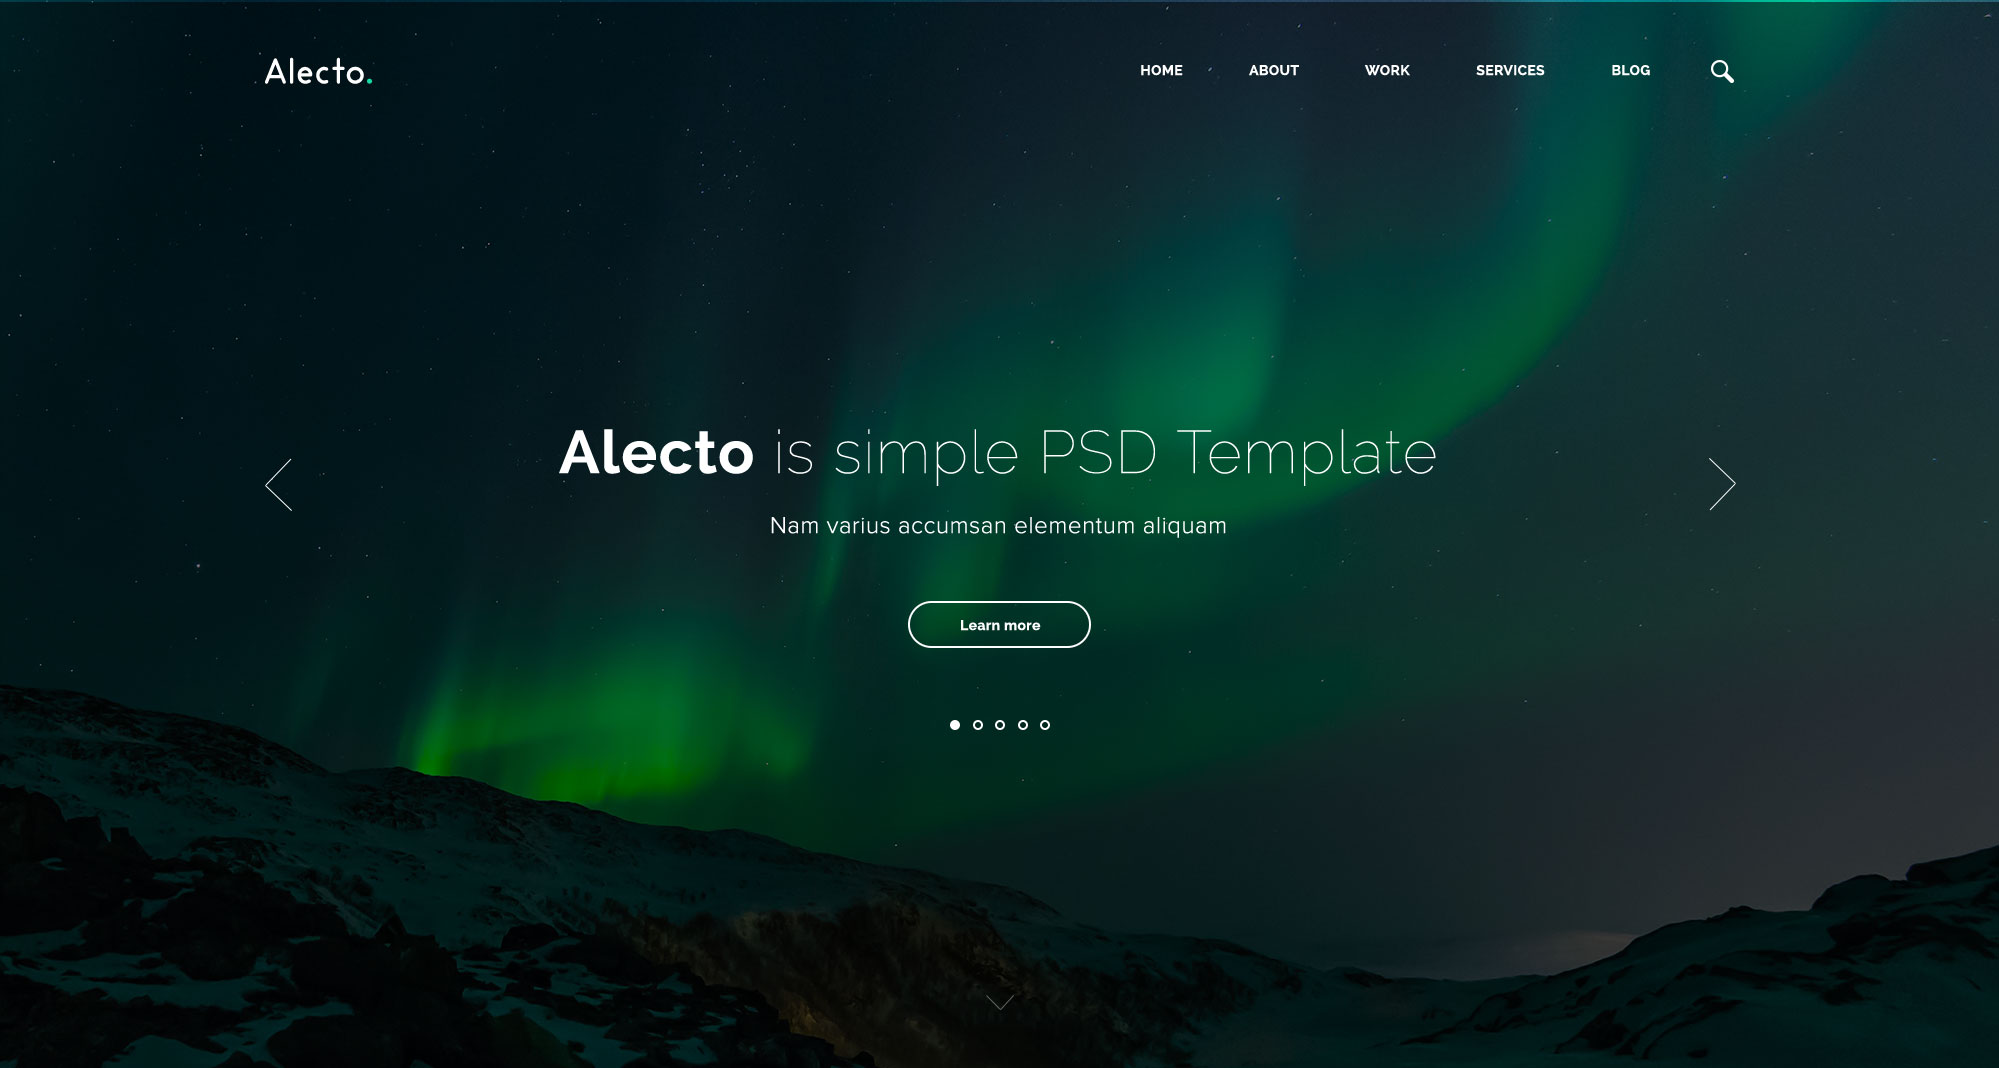 Alecto.
HOME ABOUT WORK SERVICES BLOG
Alecto is simple PSD Template
Nam varius accumsan elementum aliquam
Learn more